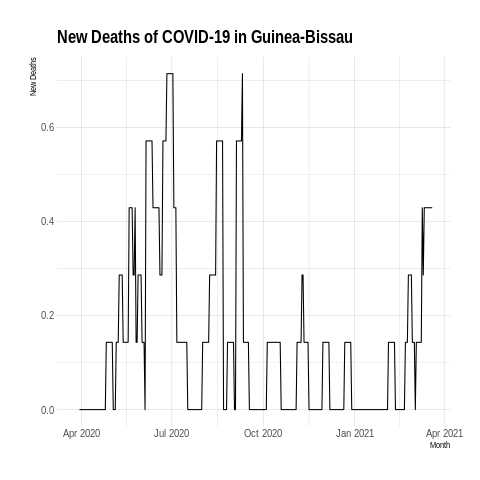 New Deaths of COVID-19 in Guinea-Bissau
New Deaths
0.6
0.4
0.2
0.0
Apr 2020 Jul 2020 Oct 2020 Jan 2021 Apr 2021
Month